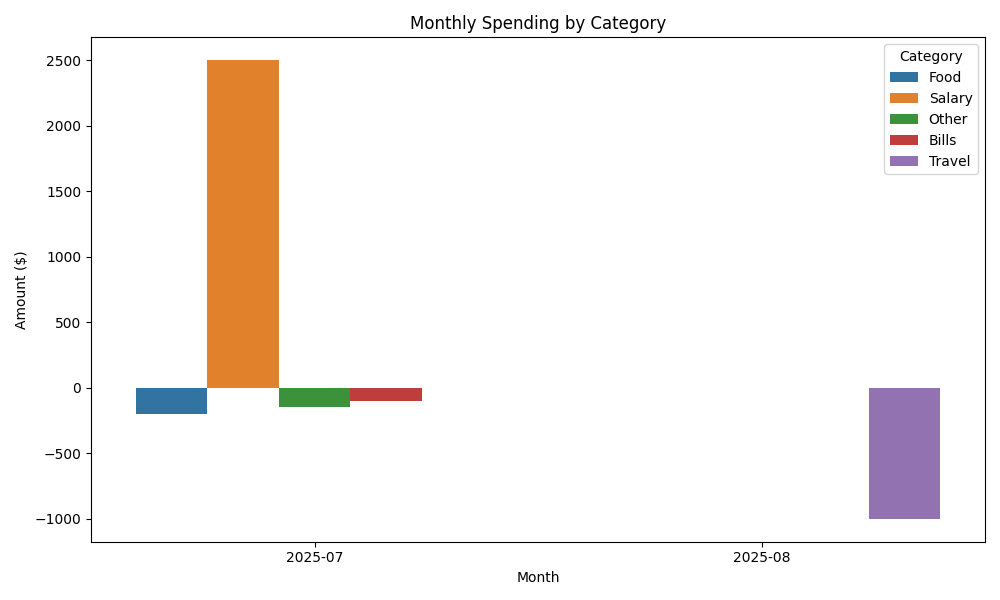 Monthly Spending by Category
Amount ($)
2500
2000
1500
1000
500
0
−500
−1000
Category
Food
Salary
Other
Bills
Travel
2025-07
2025-08
Month